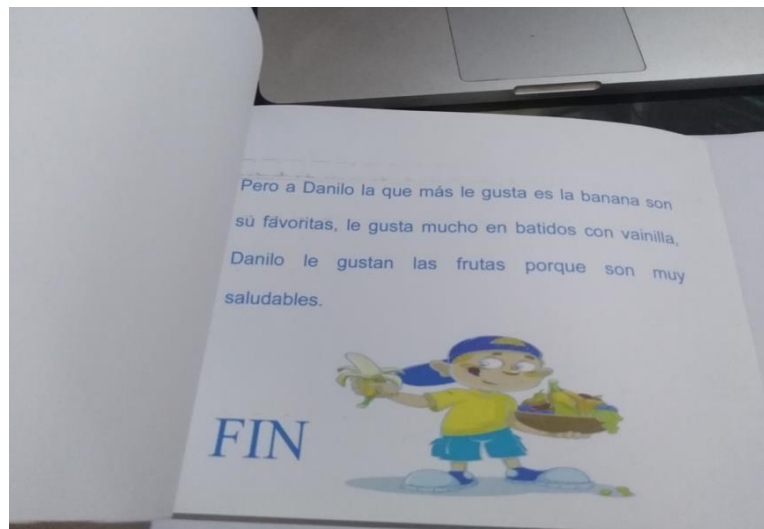 Pero a Danilo la que más le gusta es la banana son
sù fávoritas, le gusta mucho en batidos con vainilla,
Danilo le gustan las frutas porque son muy
saludables.
FIN